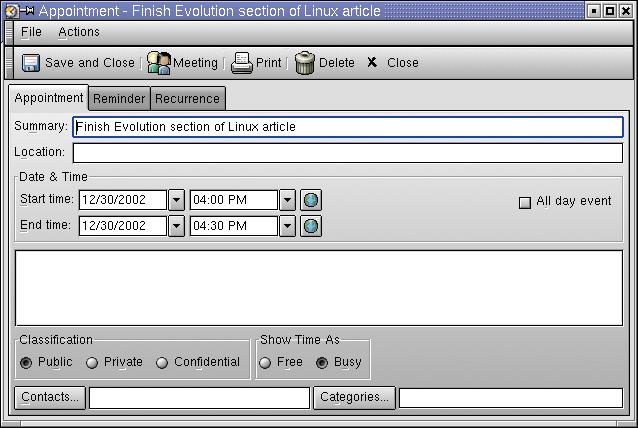 Appointment - Finish Evolution section of Linux article
File Actions
Save and Close Meeting Print Delete Close
Appointment Reminder Recurrence
Summary: Finish Evolution section of Linux article
Location:
Date & Time
Start time: 12/30/2002 04:00 PM All day event
End time: 12/30/2002 04:30 PM
Classification Show Time As
Public Private Confidential Free Busy
Contacts... Categories...